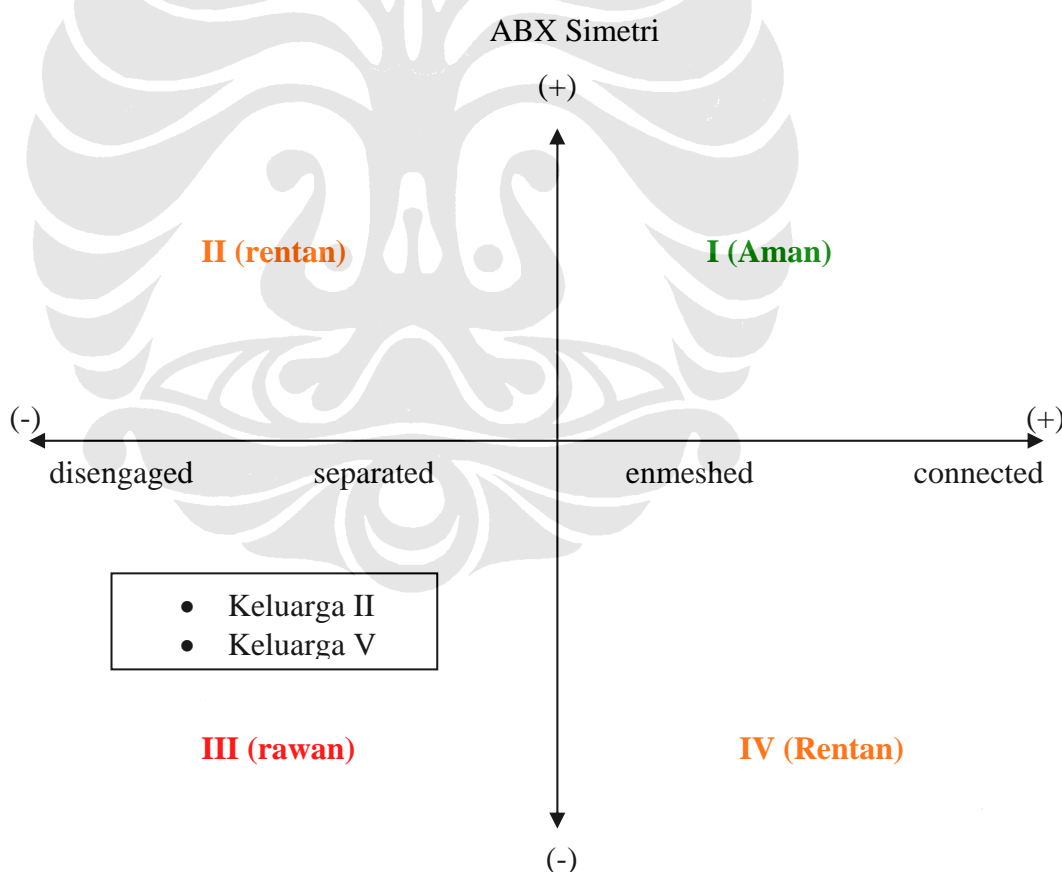 ABX Simetri
(+)
II (rentan)
I (Aman)
(-)
(+)
disengaged separated enmeshed connected
• Keluarga II
• Keluarga V
III (rawan)
IV (Rentan)
(-)